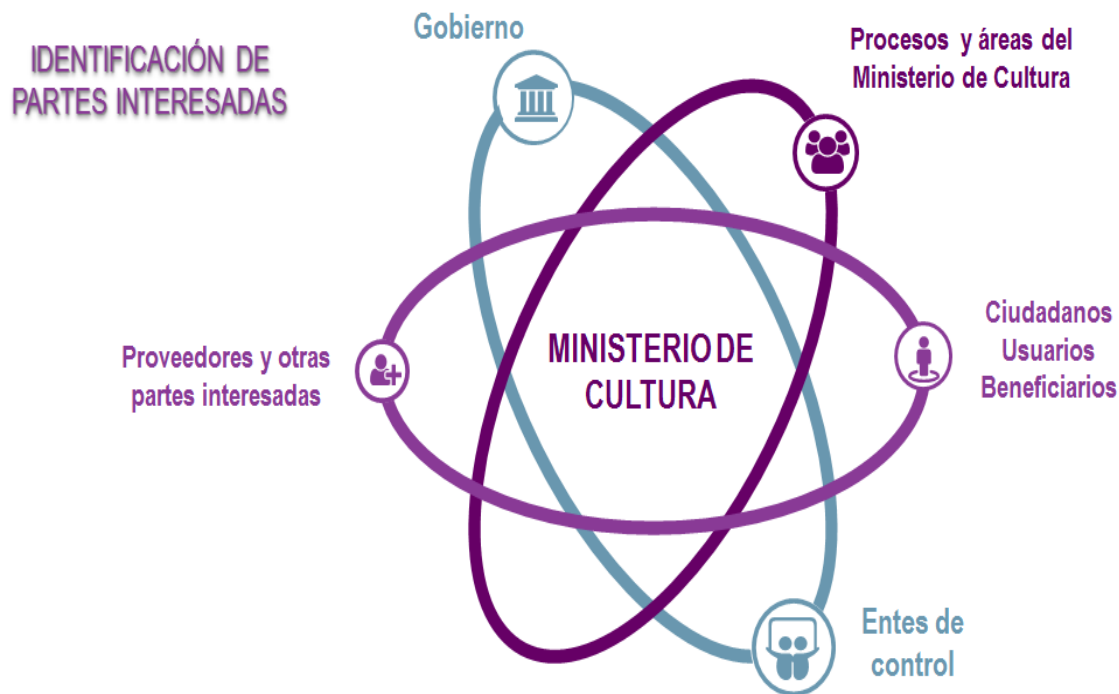 IDENTIFICACIÓN DE
PARTES INTERESADAS
Gobierno
Procesos y áreas del
Ministerio de Cultura
Proveedores y otras
partes interesadas
MINISTERIO DE
CULTURA
Ciudadanos
Usuarios
Beneficiarios
Entes de
control